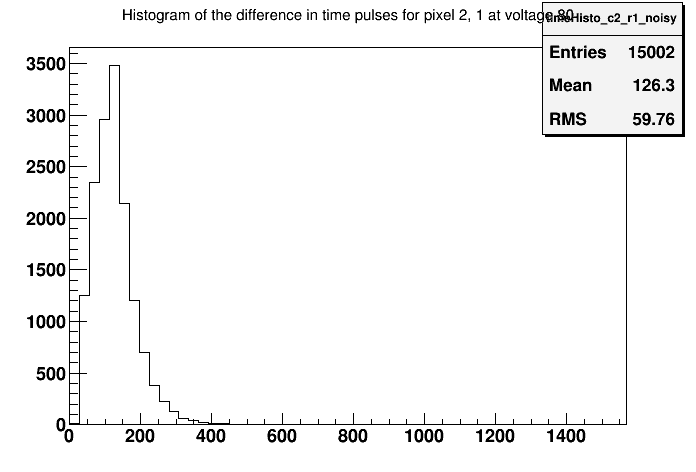 Histogram of the difference in time pulses for pixel 2, 1 at voltage 80
timeHisto_c2_r1_noisy
Entries 15002
Mean 126.3
RMS 59.76
3500
3000
2500
2000
1500
1000
500
0
0 200 400 600 800 1000 1200 1400